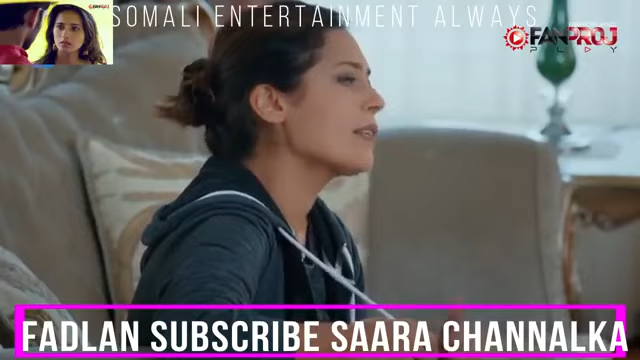 SOMALI ENTERTAINMENT ALWAYS
FANPROJ
PLAY
FADLAN SUBSCRIBE SAARA CHANNALKA